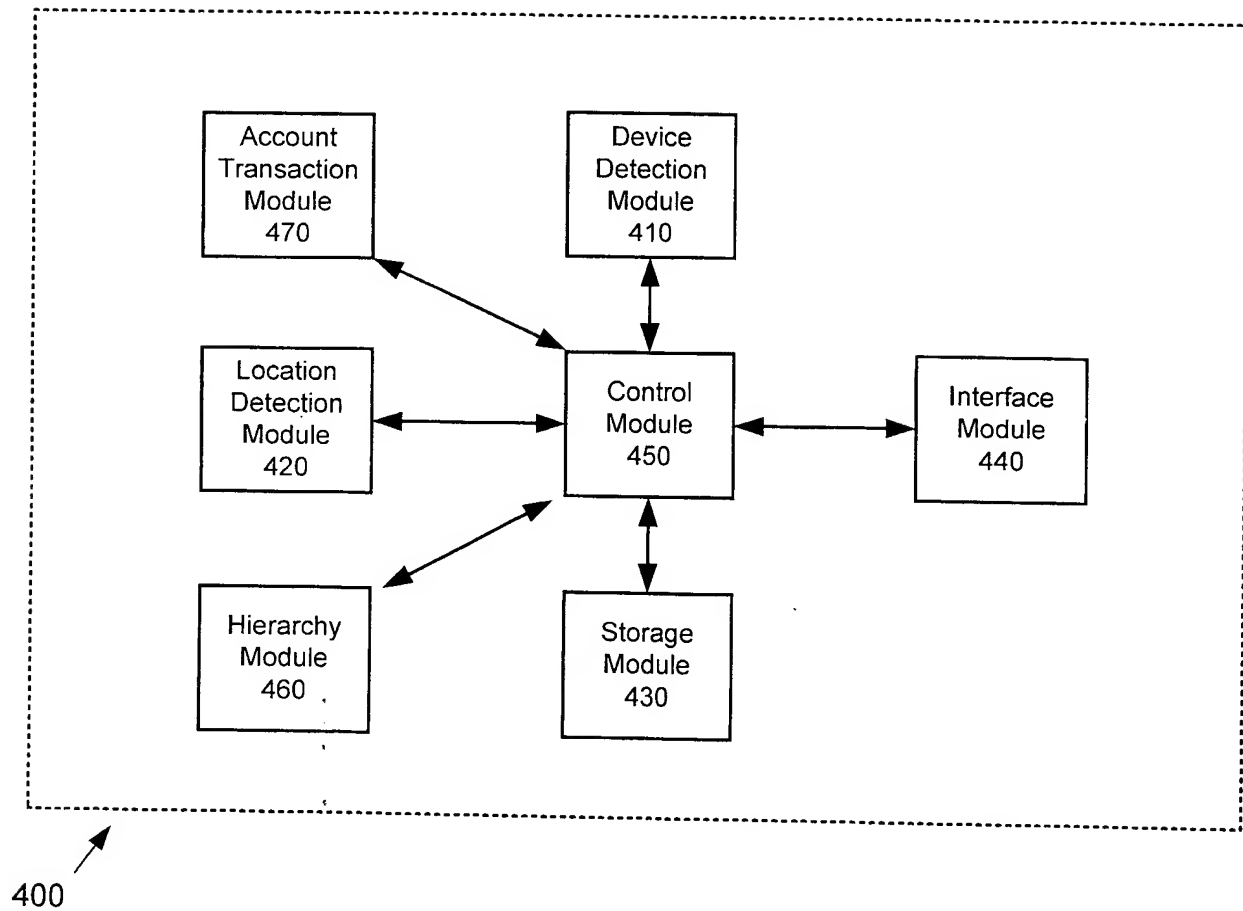 Account
Transaction
Module
470
Device
Detection
Module
410
Location
Detection
Module
420
Control
Module
450
Interface
Module
440
Hierarchy
Module
460
Storage
Module
430
400